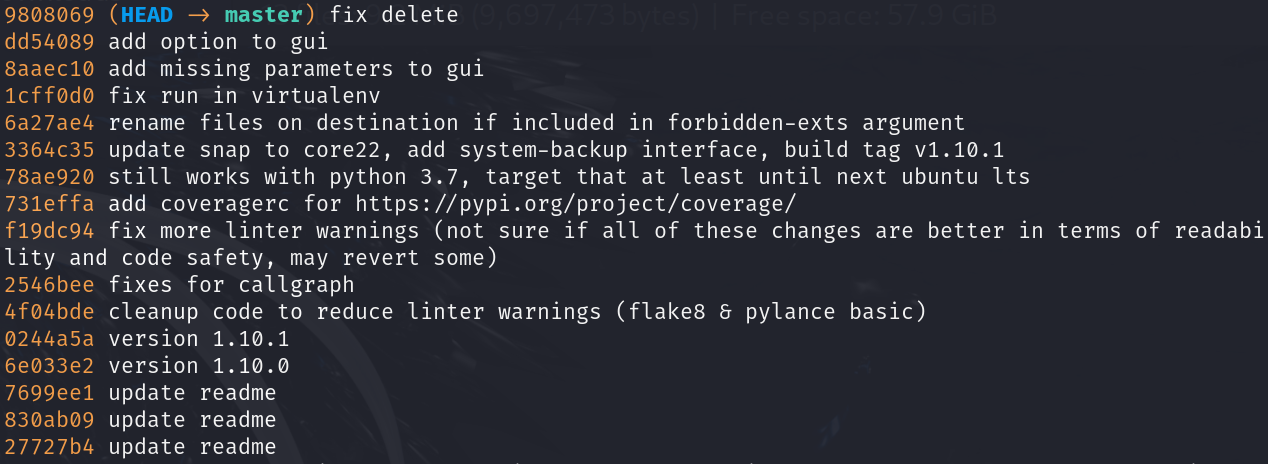 9808069 (HEAD → master) fix delete
dd54089 add option to gui
8aaec10 add missing parameters to gui
1cff0d0 fix run in virtualenv
6a27ae4 rename files on destination if included in forbidden-exts argument
3364c35 update snap to core22, add system-backup interface, build tag v1.10.1
78ae920 still works with python 3.7, target that at least until next ubuntu lts
731effa add coveragerc for https://pypi.org/project/coverage/
f19dc94 fix more linter warnings (not sure if all of these changes are better in terms of readabi
lity and code safety, may revert some)
2546bee fixes for callgraph
4f04bde cleanup code to reduce linter warnings (flake8 & pylance basic)
0244a5a version 1.10.1
6e033e2 version 1.10.0
7699ee1 update readme
830ab09 update readme
27727b4 update readme